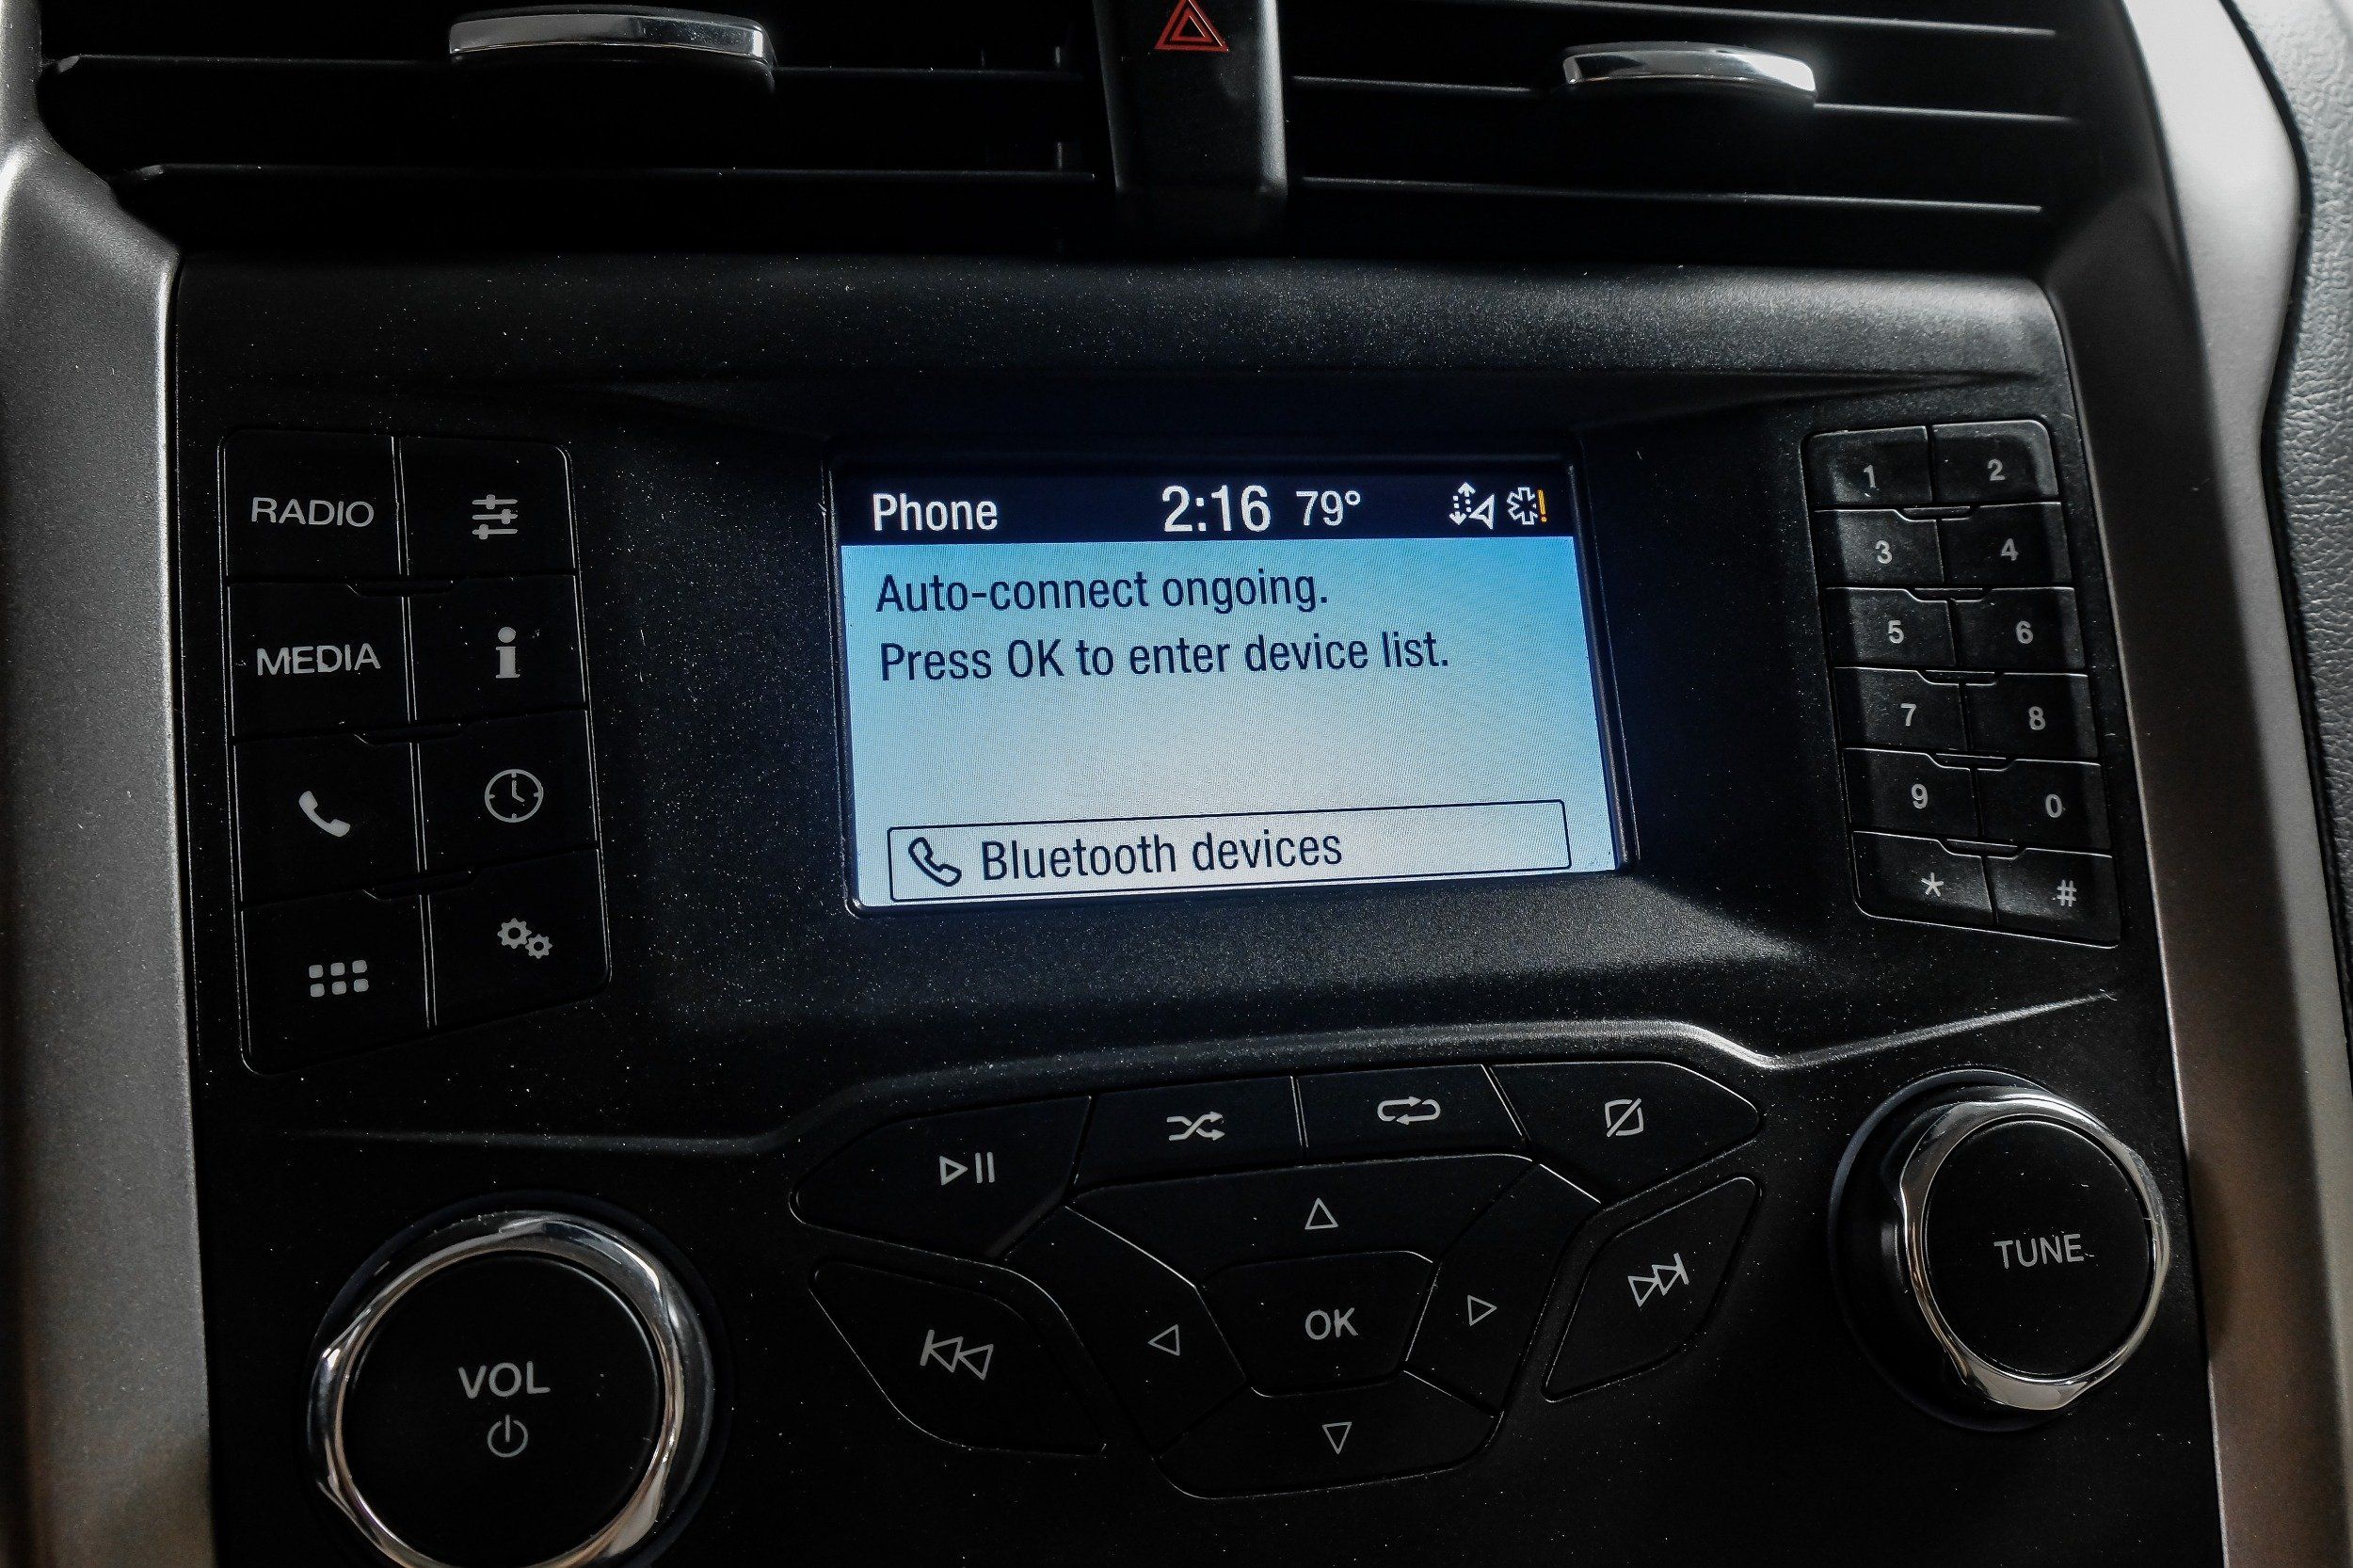 Phone 2:16 79°
Auto-connect ongoing.
Press OK to enter device list.
Bluetooth devices
RADIO
MEDIA
1 2
3 4
5 6
7 8
9 0
* #
VOL
OK
TUNE